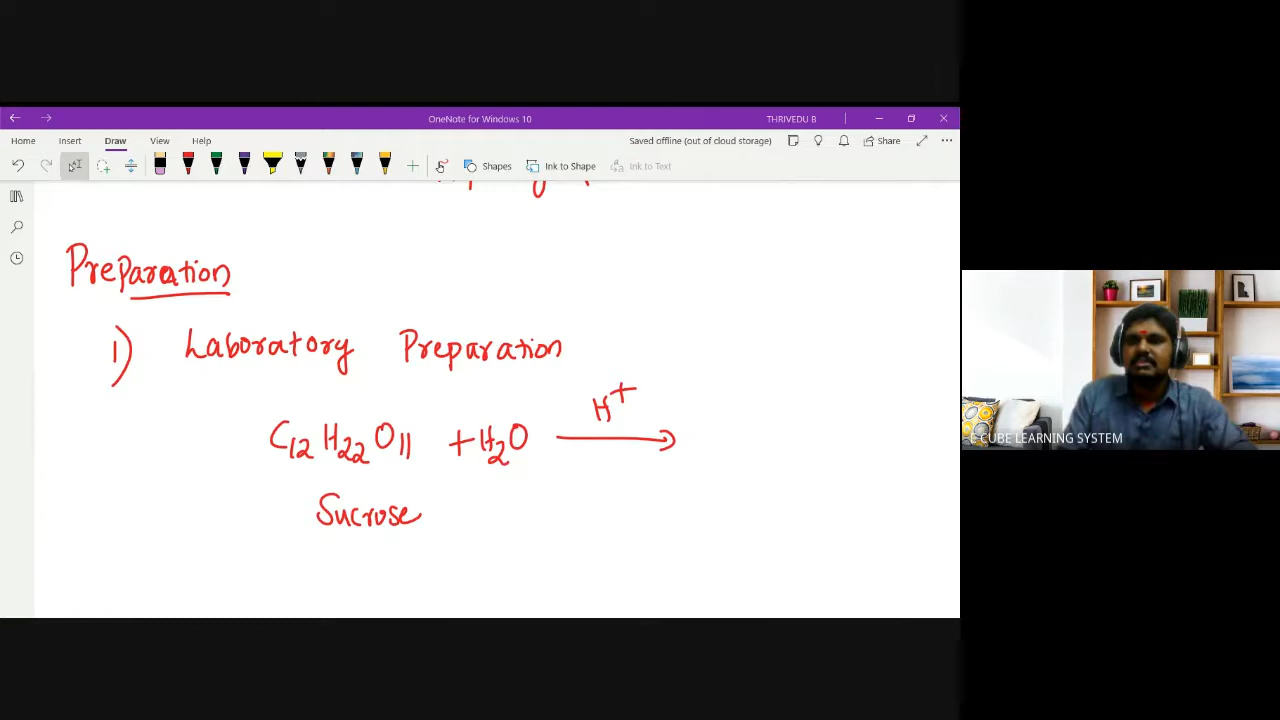 OneNote for Windows 10
THRIVEDU B
Home Insert Draw View Help
Saved offline (out of cloud storage)
Share
Shapes
Ink to Shape
Ink to Text
Preparation
1) Laboratory Preparation
H+
C12 H22 O11 + H2O →
Sucrose
E CUBE LEARNING SYSTEM